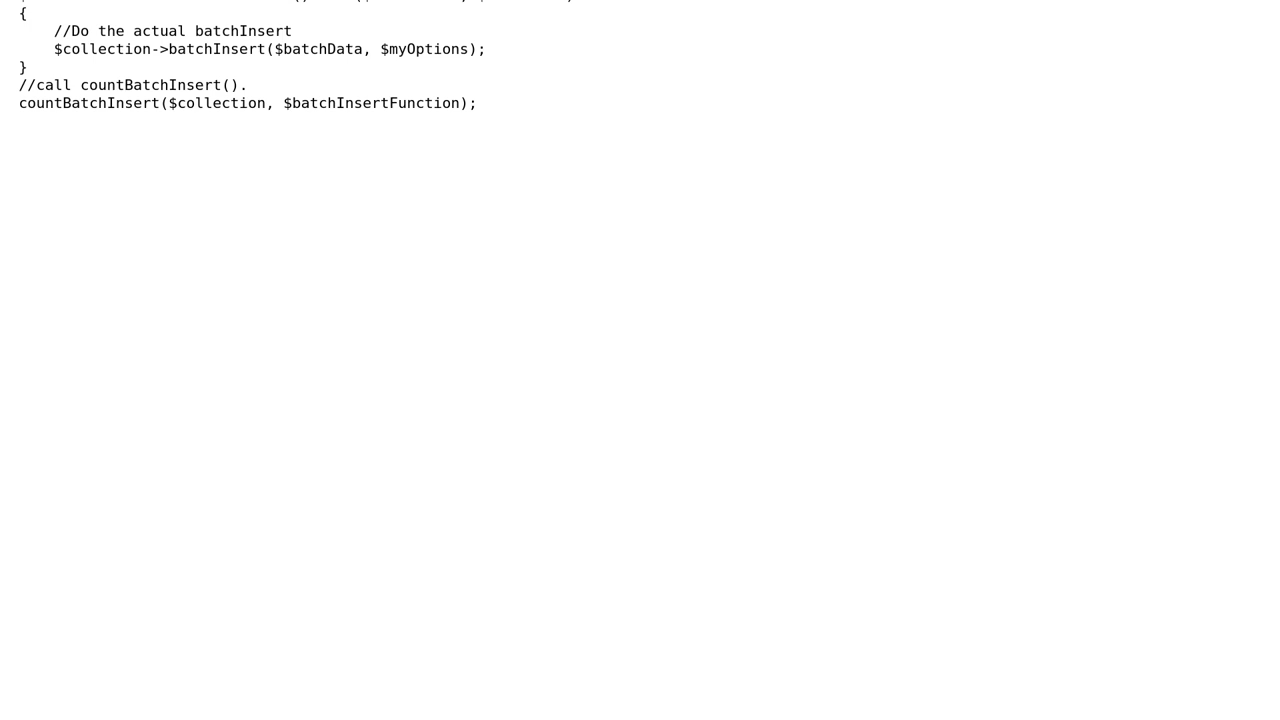 {
    //Do the actual batchInsert
    $collection->batchInsert($batchData, $myOptions);
}
//call countBatchInsert().
countBatchInsert($collection, $batchInsertFunction);